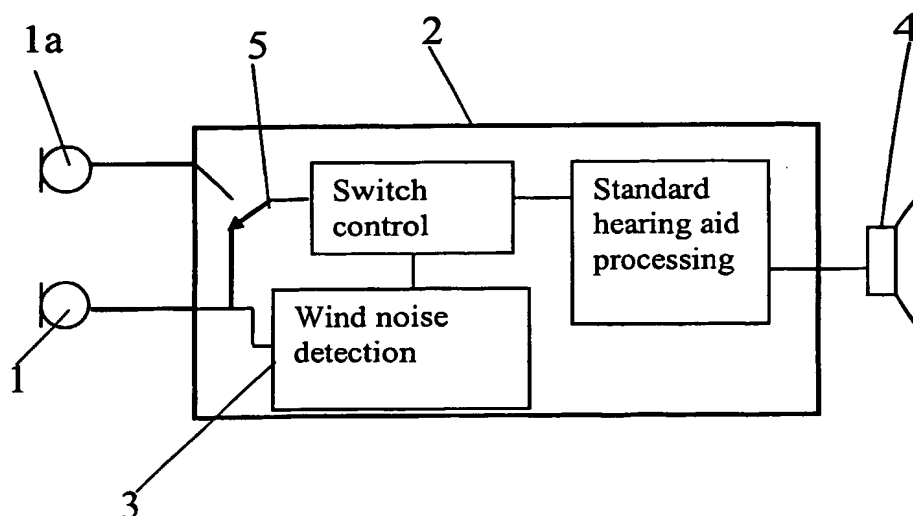 1a
5
2
4
Switch
control
Standard
hearing aid
processing
Wind noise
detection
1
3